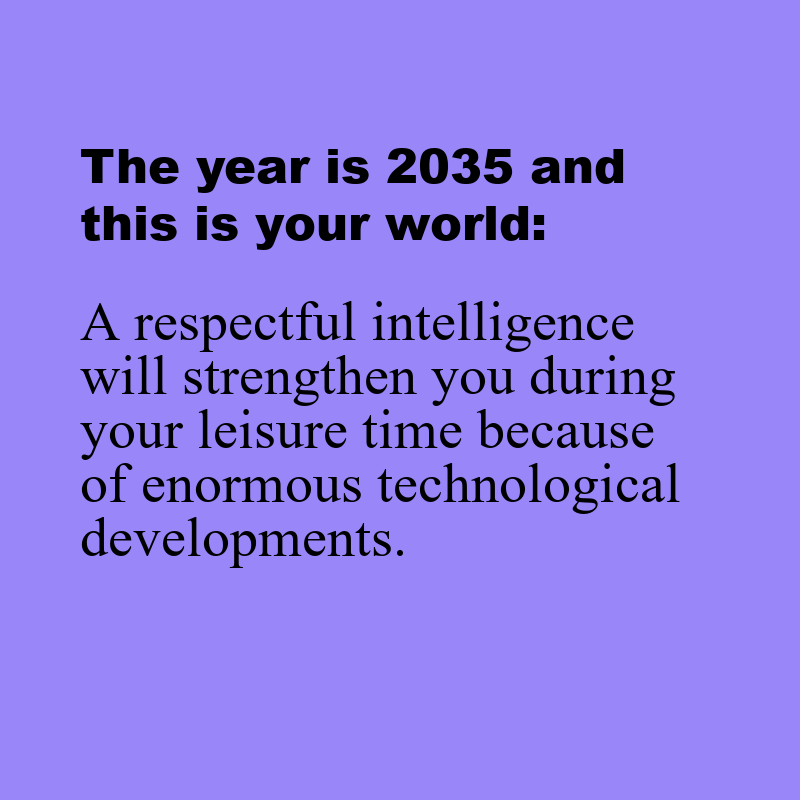 The year is 2035 and
this is your world:
A respectful intelligence
will strengthen you during
your leisure time because
of enormous technological
developments.